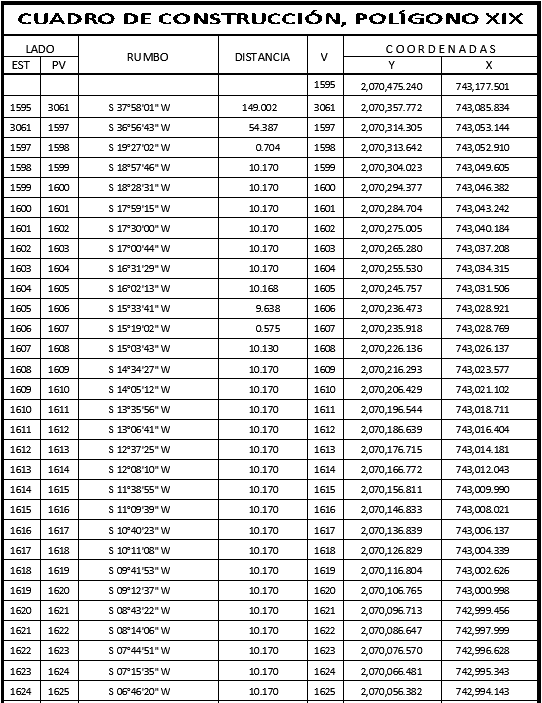 CUADRO DE CONSTRUCCIÓN, POLÍGONO XIX
LADO RUMBO DISTANCIA V COORDENADAS
EST PV Y X
1595 2,070,475.240 743,177.501
1595 3061 S 37°58'01" W 149.002 3061 2,070,357.772 743,085.834
3061 1597 S 36°56'43" W 54.387 1597 2,070,314.305 743,053.144
1597 1598 S 19°27'02" W 0.704 1598 2,070,313.642 743,052.910
1598 1599 S 18°57'46" W 10.170 1599 2,070,304.023 743,049.605
1599 1600 S 18°28'31" W 10.170 1600 2,070,294.377 743,046.382
1600 1601 S 17°59'15" W 10.170 1601 2,070,284.704 743,043.242
1601 1602 S 17°30'00" W 10.170 1602 2,070,275.005 743,040.184
1602 1603 S 17°00'44" W 10.170 1603 2,070,265.280 743,037.208
1603 1604 S 16°31'29" W 10.170 1604 2,070,255.530 743,034.315
1604 1605 S 16°02'13" W 10.168 1605 2,070,245.757 743,031.506
1605 1606 S 15°33'41" W 9.638 1606 2,070,236.473 743,028.921
1606 1607 S 15°19'02" W 0.575 1607 2,070,235.918 743,028.769
1607 1608 S 15°03'43" W 10.130 1608 2,070,226.136 743,026.137
1608 1609 S 14°34'27" W 10.170 1609 2,070,216.293 743,023.577
1609 1610 S 14°05'12" W 10.170 1610 2,070,206.429 743,021.102
1610 1611 S 13°35'56" W 10.170 1611 2,070,196.544 743,018.711
1611 1612 S 13°06'41" W 10.170 1612 2,070,186.639 743,016.404
1612 1613 S 12°37'25" W 10.170 1613 2,070,176.715 743,014.181
1613 1614 S 12°08'10" W 10.170 1614 2,070,166.772 743,012.043
1614 1615 S 11°38'55" W 10.170 1615 2,070,156.811 743,009.990
1615 1616 S 11°09'39" W 10.170 1616 2,070,146.833 743,008.021
1616 1617 S 10°40'23" W 10.170 1617 2,070,136.839 743,006.137
1617 1618 S 10°11'08" W 10.170 1618 2,070,126.829 743,004.339
1618 1619 S 09°41'53" W 10.170 1619 2,070,116.804 743,002.626
1619 1620 S 09°12'37" W 10.170 1620 2,070,106.765 743,000.998
1620 1621 S 08°43'22" W 10.170 1621 2,070,096.713 742,999.456
1621 1622 S 08°14'06" W 10.170 1622 2,070,086.647 742,997.999
1622 1623 S 07°44'51" W 10.170 1623 2,070,076.570 742,996.628
1623 1624 S 07°15'35" W 10.170 1624 2,070,066.481 742,995.343
1624 1625 S 06°46'20" W 10.170 1625 2,070,056.382 742,994.143